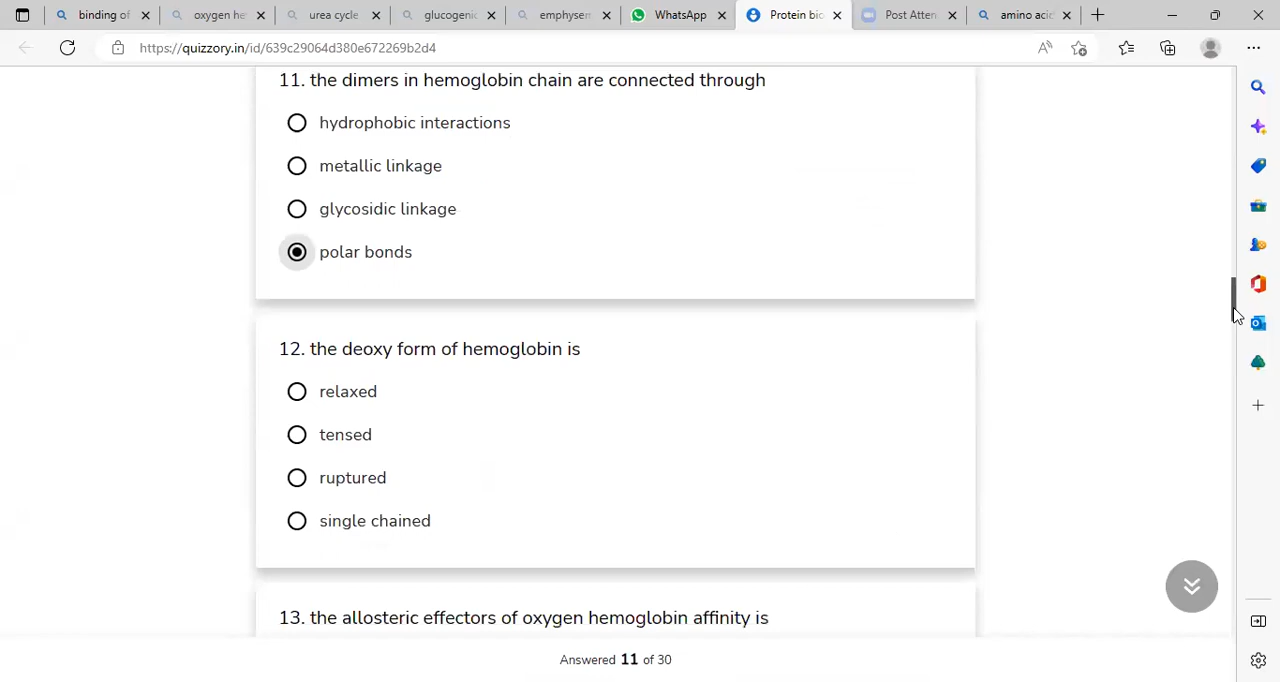 binding of
oxygen he
urea cycle
glucogenic
emphysem
WhatsApp
Protein bio
Post Atten
amino acid
https://quizzory.in/id/639c29064d380e672269b2d4
11. the dimers in hemoglobin chain are connected through
hydrophobic interactions
metallic linkage
glycosidic linkage
polar bonds
12. the deoxy form of hemoglobin is
relaxed
tensed
ruptured
single chained
13. the allosteric effectors of oxygen hemoglobin affinity is
Answered 11 of 30